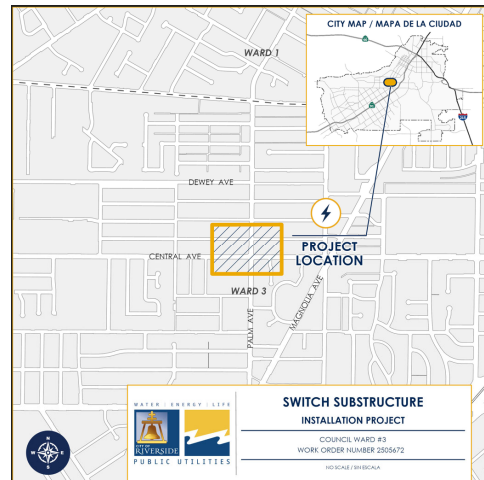 CITY MAP / MAPA DE LA CIUDAD
WARD 1
DEWEY AVE
PROJECT
LOCATION
CENTRAL AVE
WARD 3
MAGNOLIA AVE
PALM AVE
WATER | ENERGY | LIFE
CITY OF
RIVERSIDE
PUBLIC UTILITIES
SWITCH SUBSTRUCTURE
INSTALLATION PROJECT
COUNCIL WARD #3
WORK ORDER NUMBER 2505672
NO SCALE / SIN ESCALA
N
W
E
S